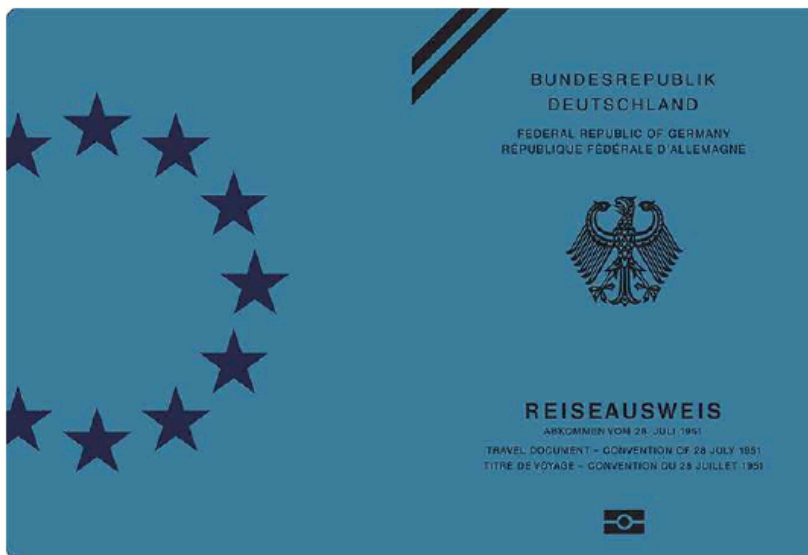 BUNDESREPUBLIK
DEUTSCHLAND
FEDERAL REPUBLIC OF GERMANY
RÉPUBLIQUE FÉDÉRALE D'ALLEMAGNE
REISEAUSWEIS
ABKOMMEN VOM 28. JULI 1951
TRAVEL DOCUMENT – CONVENTION OF 28 JULY 1951
TITRE DE VOYAGE – CONVENTION DU 28 JUILLET 1951